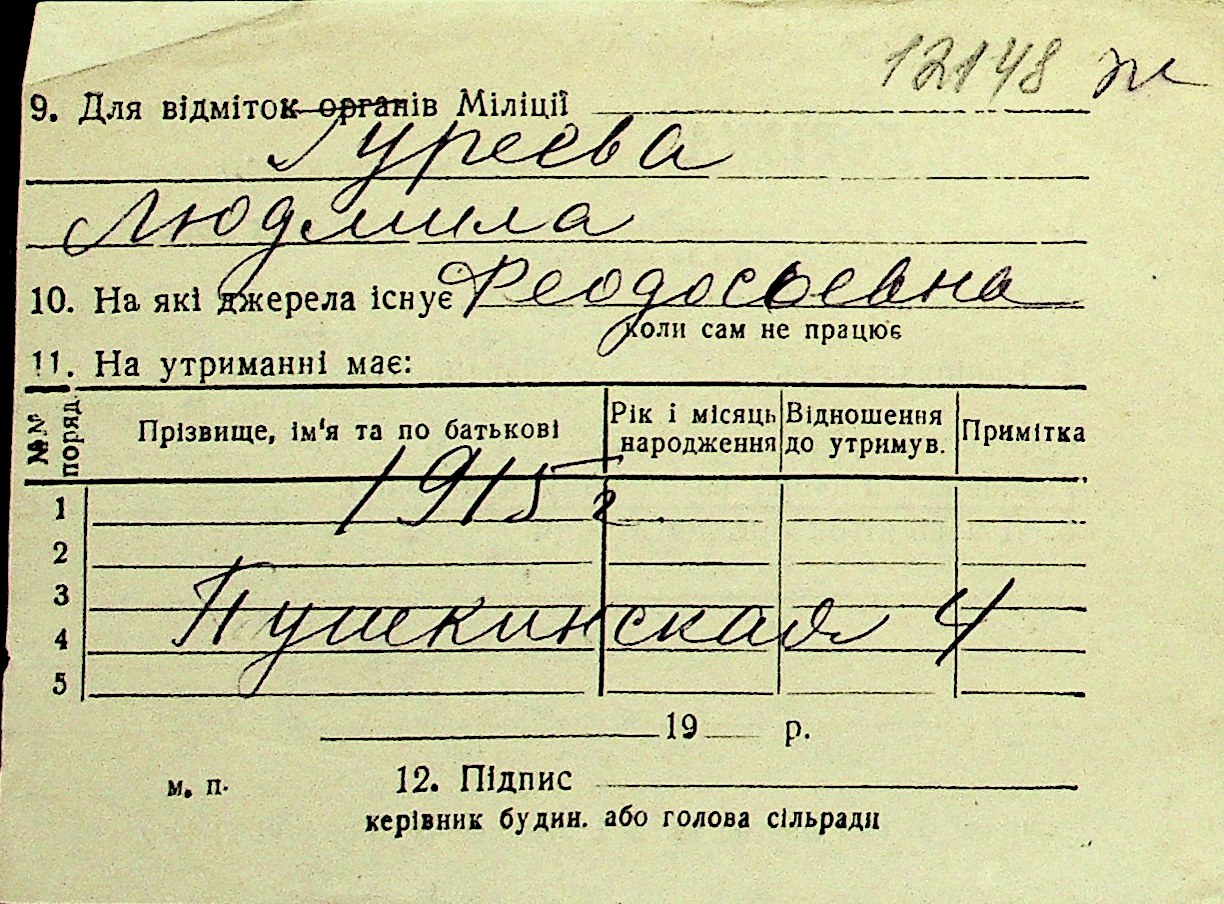 12148 ж
9. Для відміток органів Міліції
Гуреева
Людмила
10. На які джерела існує Феодосьевна
коли сам не працює
11. На утриманні має:
№№ поряд. Прізвище, ім'я та по батькові Рік і місяць народження Відношення до утримув. Примітка
1915 г.
1
2
3
Пушкинская 4
4
5
19 р.
м. п. 12. Підпис
керівник будин. або голова сільради